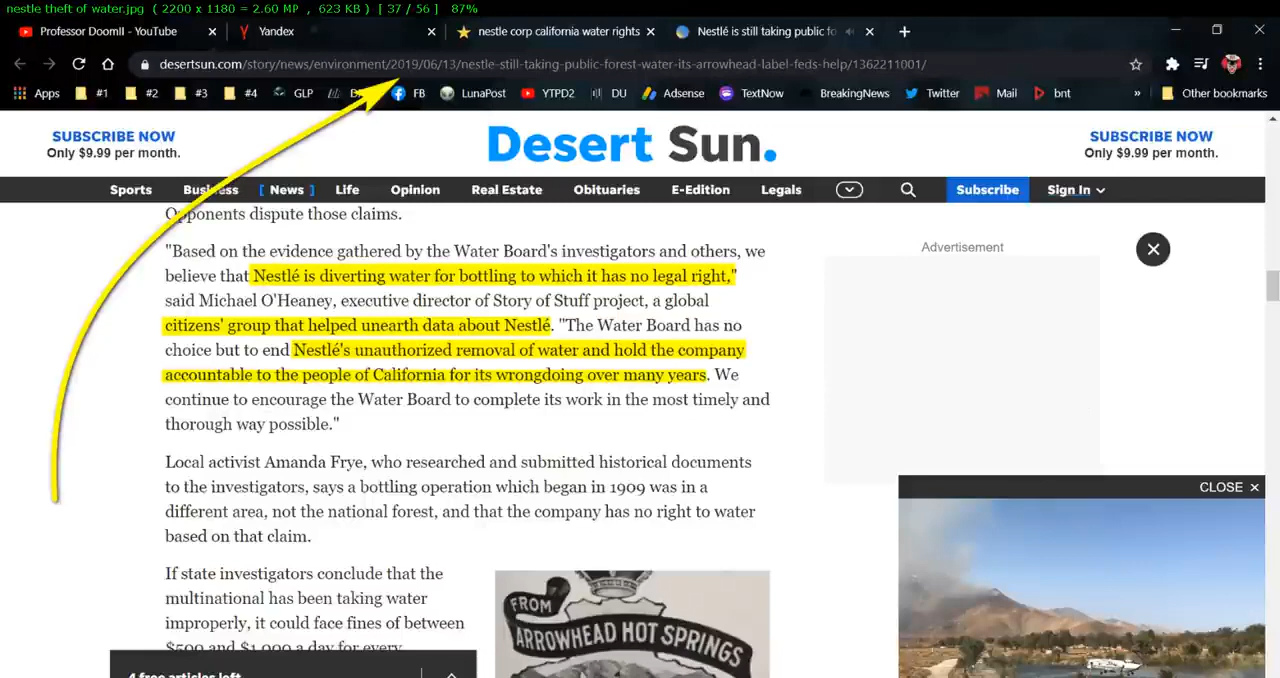 nestle theft of water.jpg ( 2200 x 1180 = 2.60 MP , 623 KB ) [ 37 / 56 ] 87%
Professor DoomII - YouTube
Yandex
nestle corp california water rights
Nestlé is still taking public fo
desertsun.com/story/news/environment/2019/06/13/nestle-still-taking-public-forest-water-its-arrowhead-label-feds-help/1362211001/
Apps #1 #2 #3 #4 GLP FB LunaPost YTPD2 DU Adsense TextNow BreakingNews Twitter Mail bnt » Other bookmarks
SUBSCRIBE NOW
Only $9.99 per month.
Desert Sun.
SUBSCRIBE NOW
Only $9.99 per month.
Sports Business [ News ] Life Opinion Real Estate Obituaries E-Edition Legals Subscribe Sign In
Opponents dispute those claims.
"Based on the evidence gathered by the Water Board's investigators and others, we
believe that Nestlé is diverting water for bottling to which it has no legal right,"
said Michael O'Heaney, executive director of Story of Stuff project, a global
citizens' group that helped unearth data about Nestlé. "The Water Board has no
choice but to end Nestlé's unauthorized removal of water and hold the company
accountable to the people of California for its wrongdoing over many years. We
continue to encourage the Water Board to complete its work in the most timely and
thorough way possible."
Local activist Amanda Frye, who researched and submitted historical documents
to the investigators, says a bottling operation which began in 1909 was in a
different area, not the national forest, and that the company has no right to water
based on that claim.
If state investigators conclude that the
multinational has been taking water
improperly, it could face fines of between
$500 and $1,000 a day for every
4 free articles left
Advertisement
CLOSE ×
FROM
ARROWHEAD HOT SPRINGS